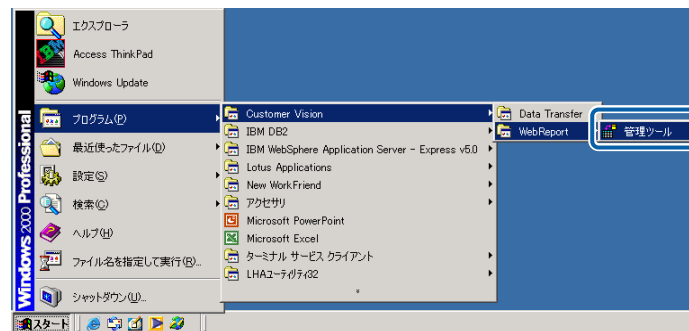 エクスプローラ
Access ThinkPad
Windows Update
プログラム(P)
最近使ったファイル(D)
設定(S)
検索(C)
ヘルプ(H)
ファイル名を指定して実行(R)...
シャットダウン(U)...
Windows 2000 Professional
スタート
Customer Vision
IBM DB2
IBM WebSphere Application Server - Express v5.0
Lotus Applications
New WorkFriend
アクセサリ
Microsoft PowerPoint
Microsoft Excel
ターミナル サービス クライアント
LHAユーティリティ32
Data Transfer
WebReport
管理ツール